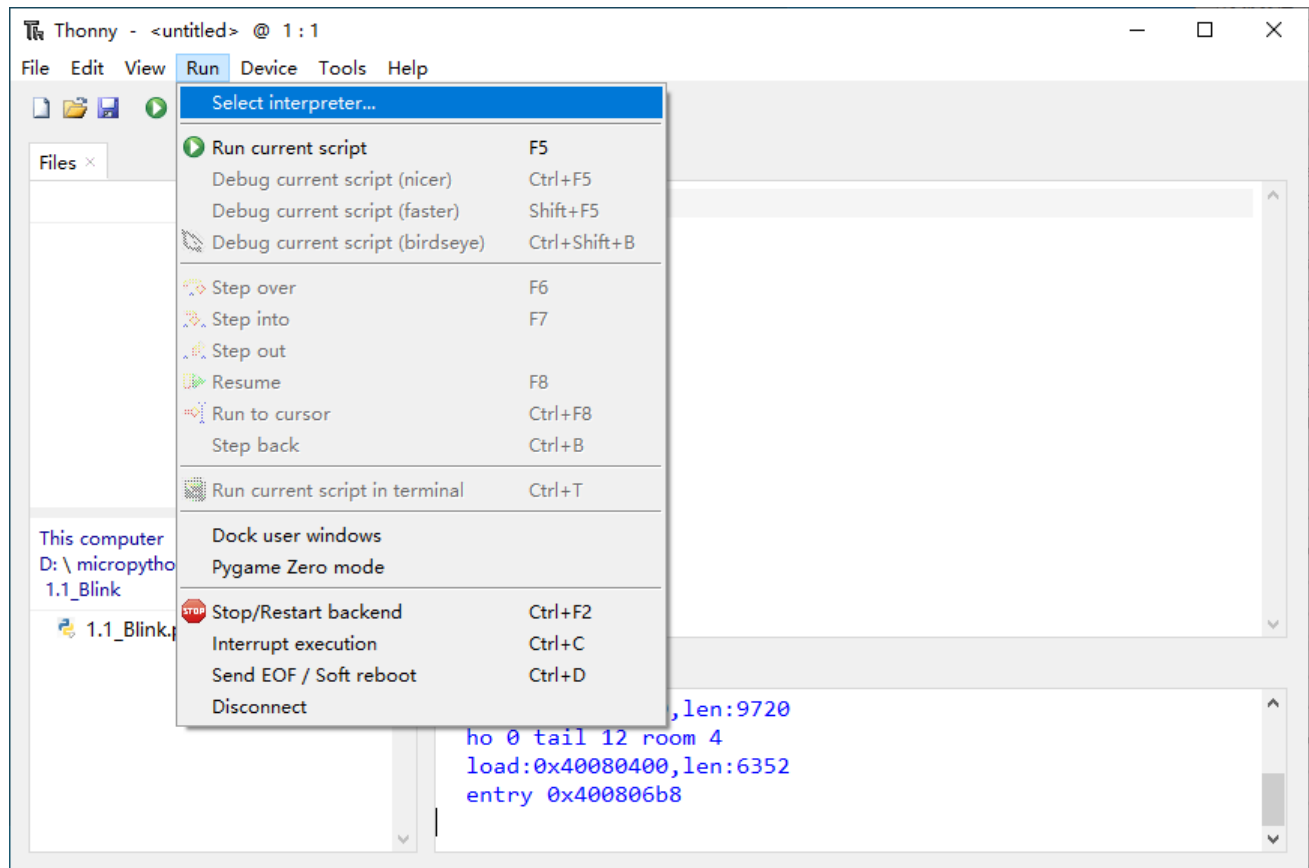 Thonny - <untitled> @ 1:1
File Edit View Run Device Tools Help
Select interpreter...
Files ×
Run current script F5
Debug current script (nicer) Ctrl+F5
Debug current script (faster) Shift+F5
Debug current script (birdseye) Ctrl+Shift+B
Step over F6
Step into F7
Step out
Resume F8
Run to cursor Ctrl+F8
Step back Ctrl+B
Run current script in terminal Ctrl+T
Dock user windows
Pygame Zero mode
STOP Stop/Restart backend Ctrl+F2
Interrupt execution Ctrl+C
Send EOF / Soft reboot Ctrl+D
Disconnect
This computer
D: \ micropytho
1.1_Blink
1.1_Blink.p
,len:9720
ho 0 tail 12 room 4
load:0x40080400,len:6352
entry 0x400806b8